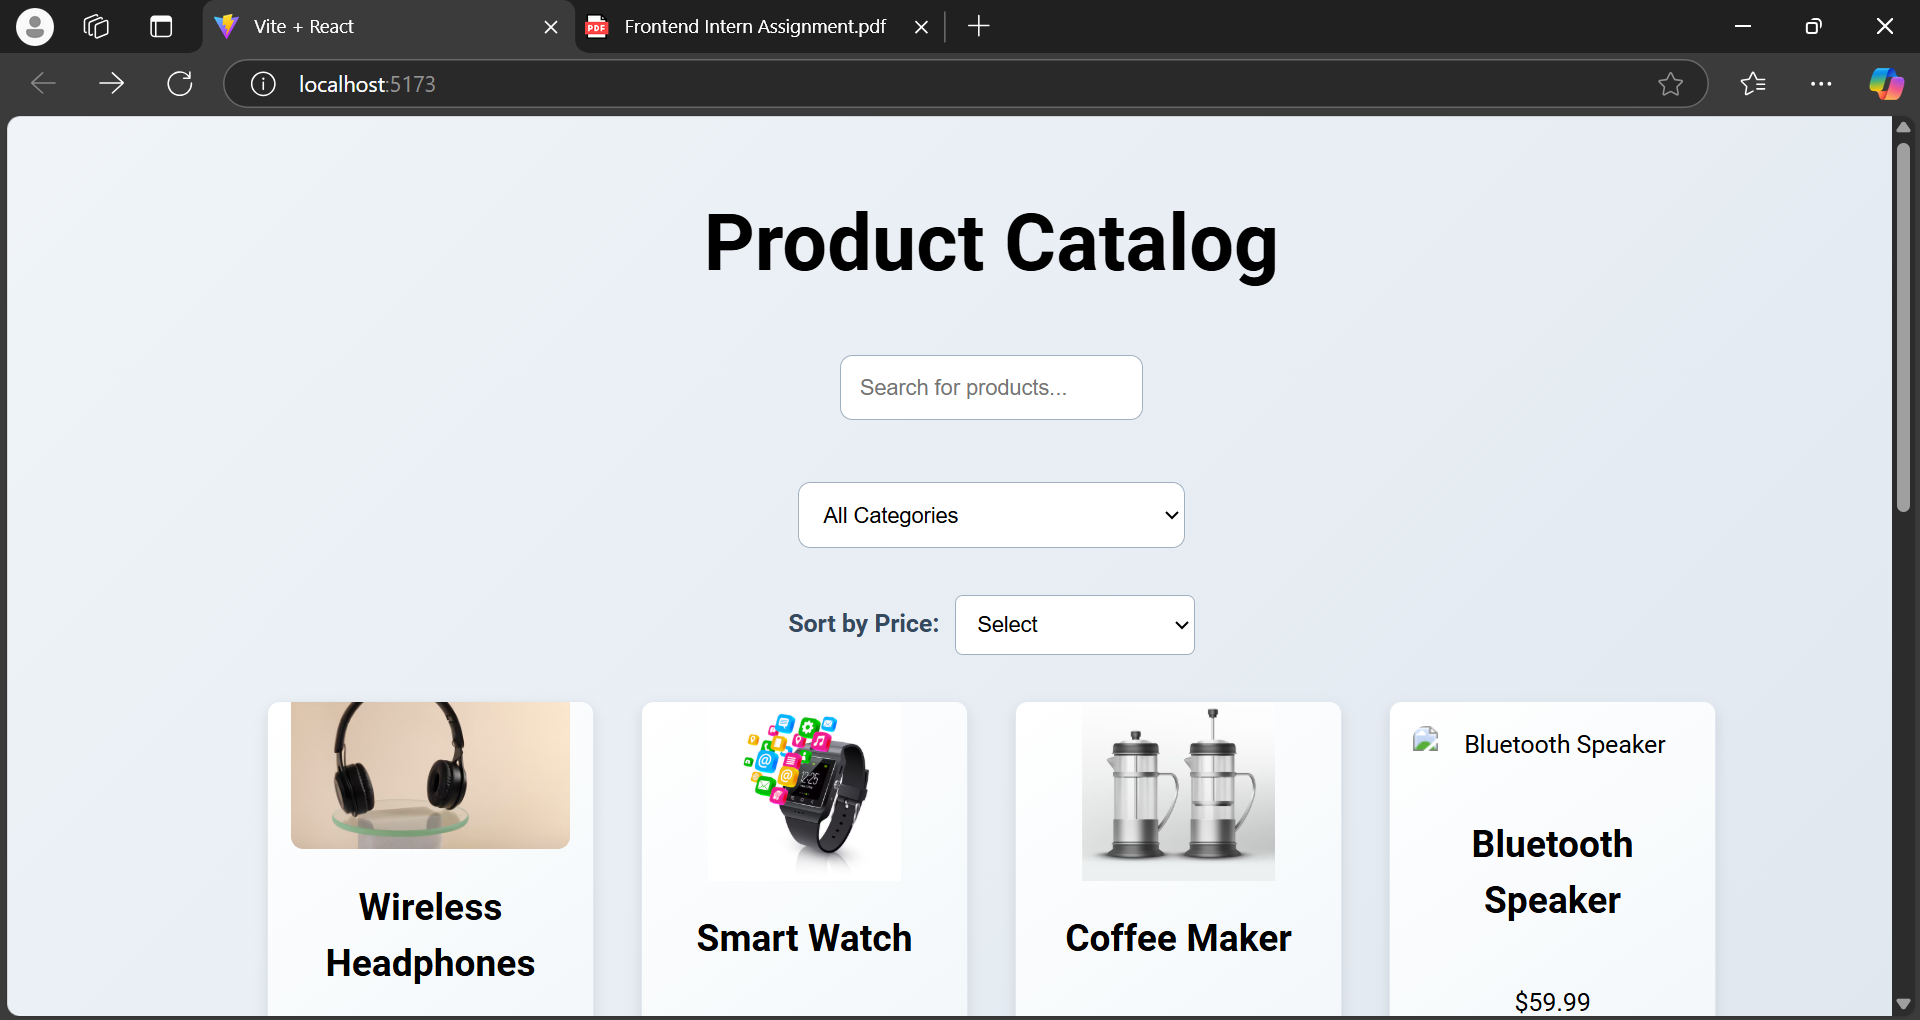 Vite + React
Frontend Intern Assignment.pdf
localhost:5173
Product Catalog
Search for products...
All Categories
Sort by Price: Select
Bluetooth Speaker
Wireless
Headphones
Smart Watch
Coffee Maker
Bluetooth
Speaker
$59.99